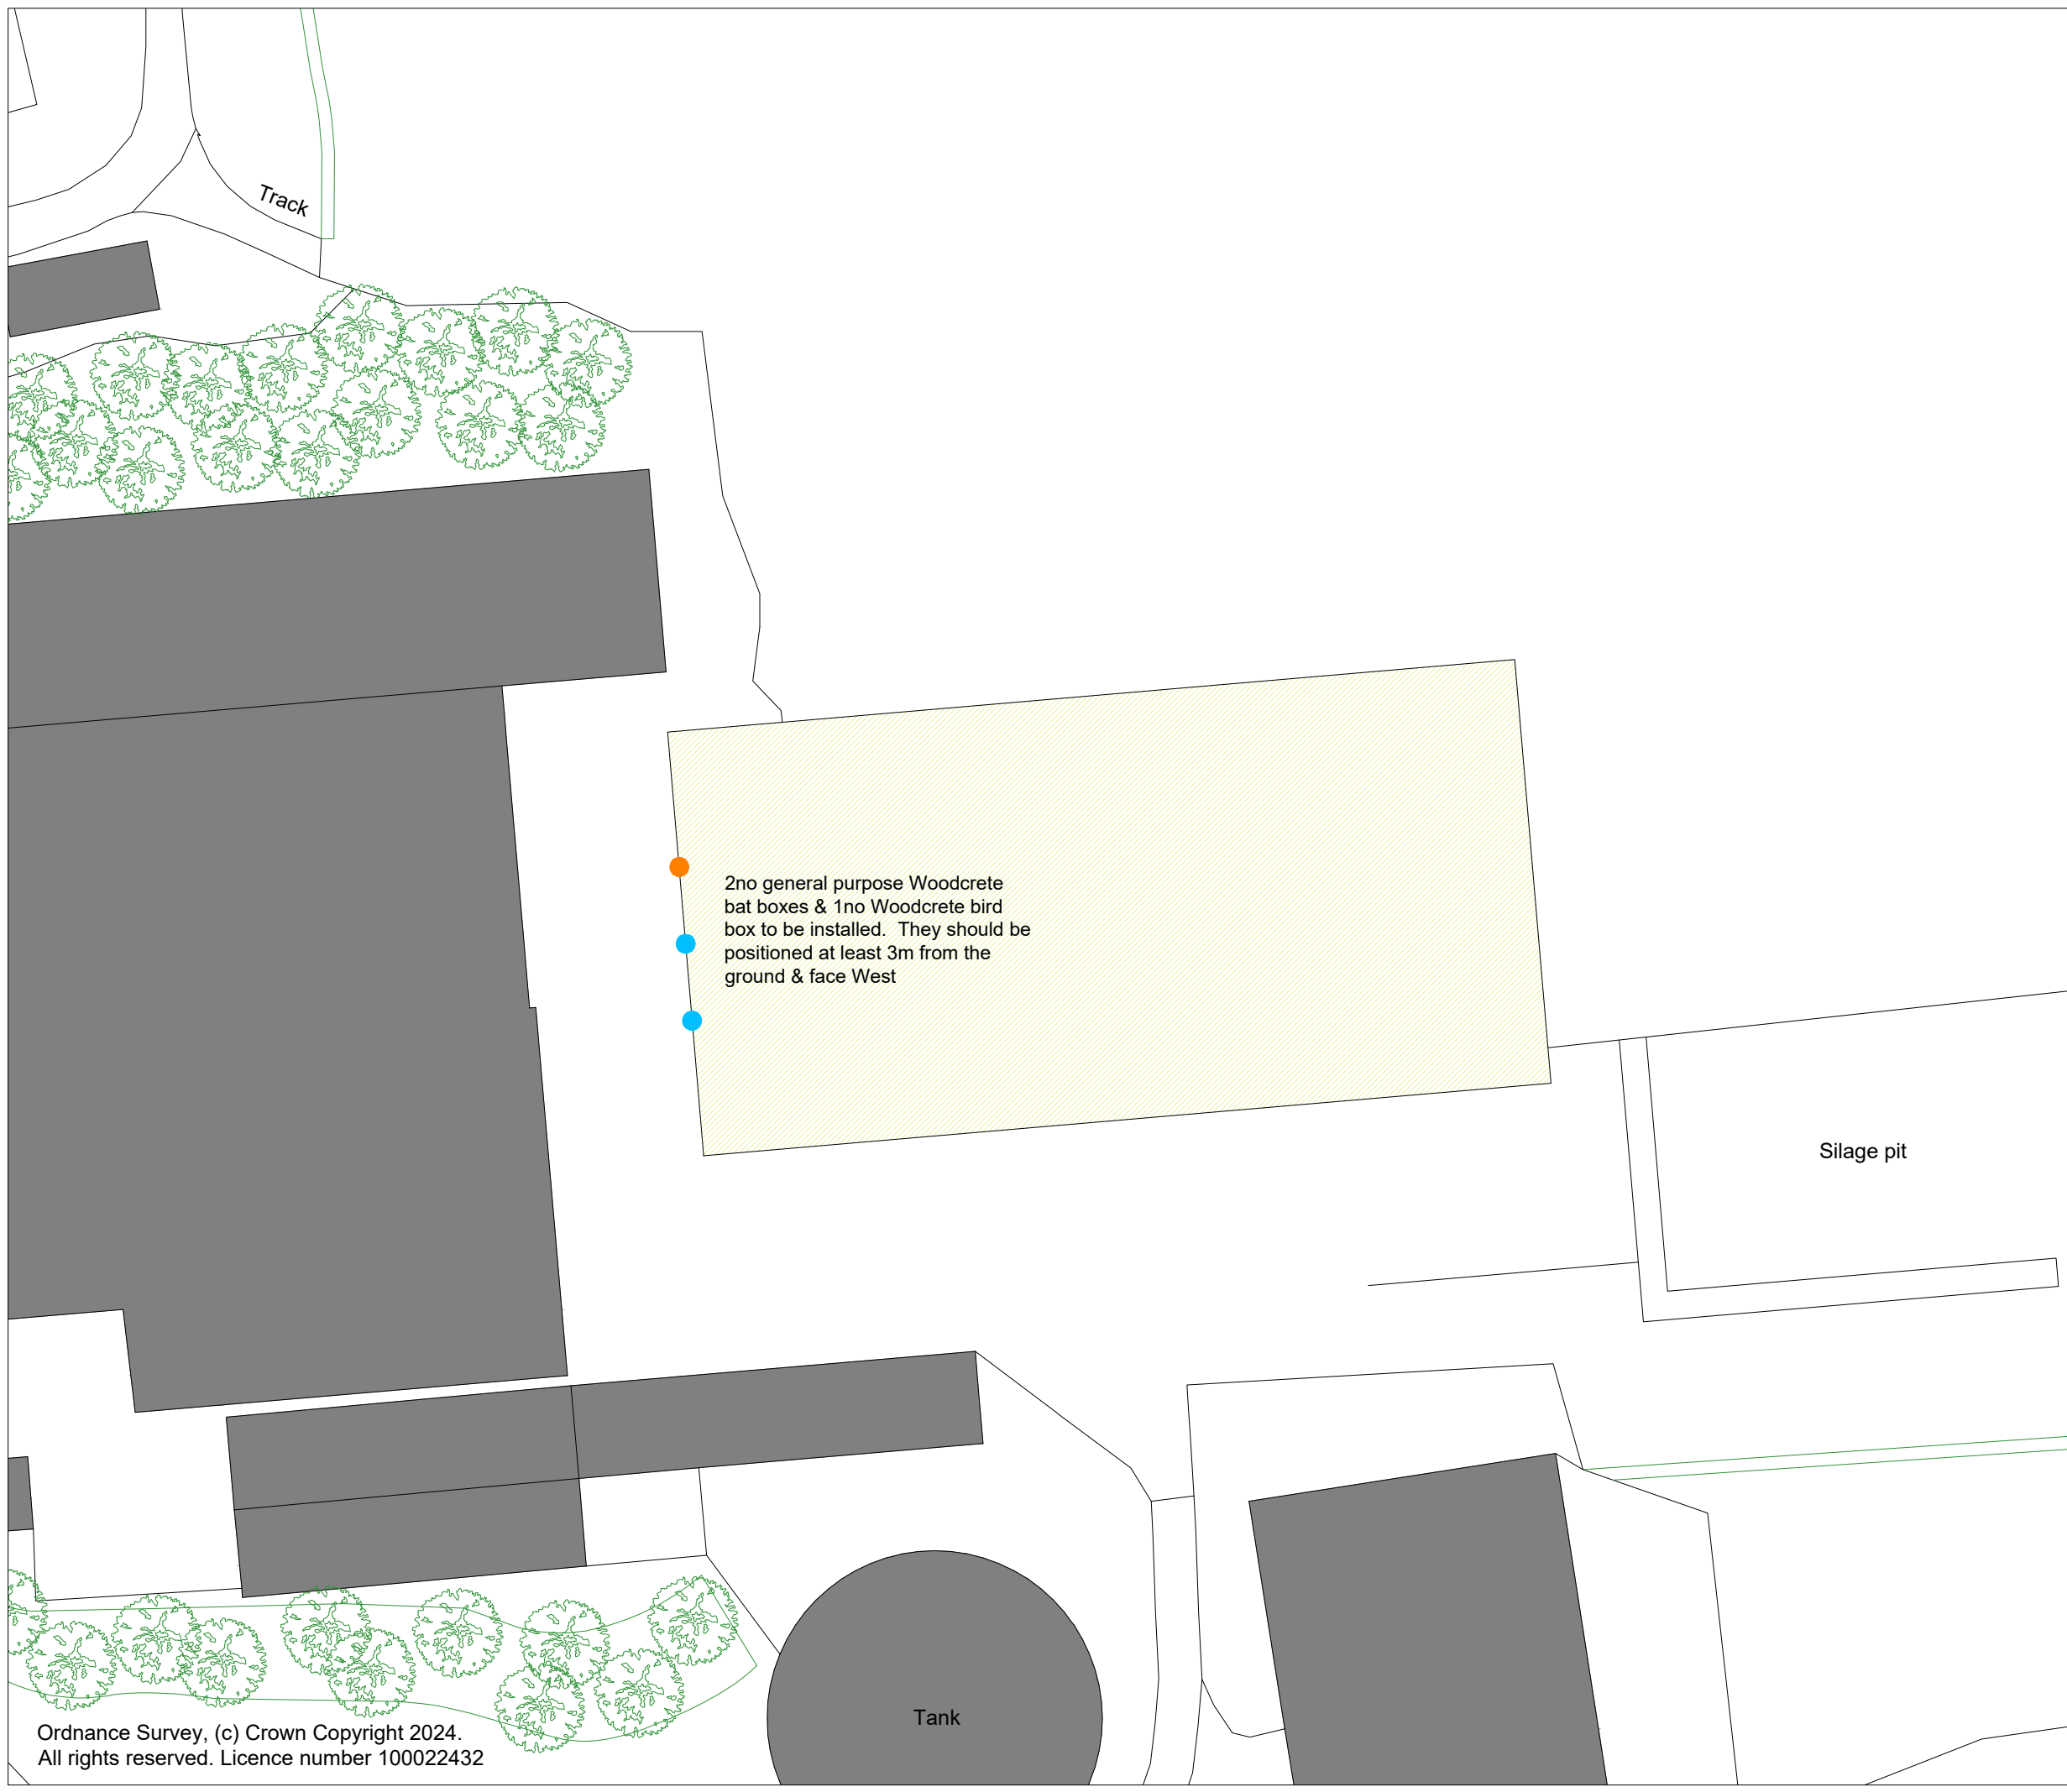 Track
2no general purpose Woodcrete
bat boxes & 1no Woodcrete bird
box to be installed.  They should be
positioned at least 3m from the
ground & face West
Silage pit
Tank
Ordnance Survey, (c) Crown Copyright 2024.
All rights reserved. Licence number 100022432